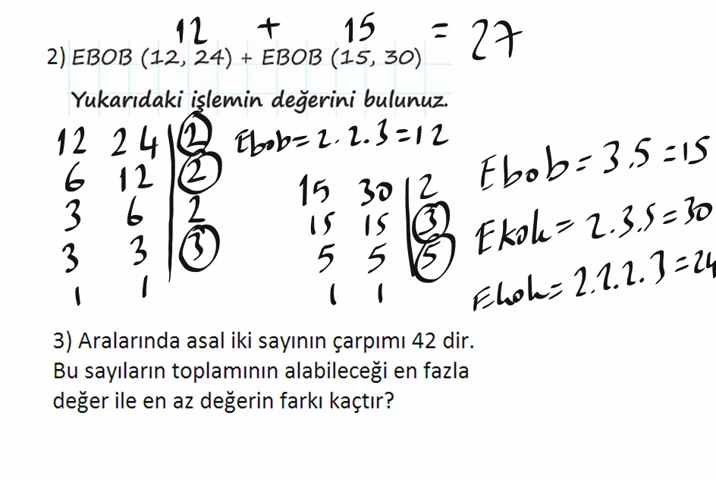 12 + 15 = 27
2) EBOB (12, 24) + EBOB (15, 30)
Yukarıdaki işlemin değerini bulunuz.
12 24 | 2
6 12 | 2
3 6 | 2
3 3 | 3
1 1
Ebob = 2.2.3 = 12
15 30 | 2
15 15 | 3
5 5 | 5
1 1
Ebob = 3.5 = 15
Ekok = 2.3.5 = 30
Ekok = 2.2.2.3 = 24
3) Aralarında asal iki sayının çarpımı 42 dir.
Bu sayıların toplamının alabileceği en fazla
değer ile en az değerin farkı kaçtır?